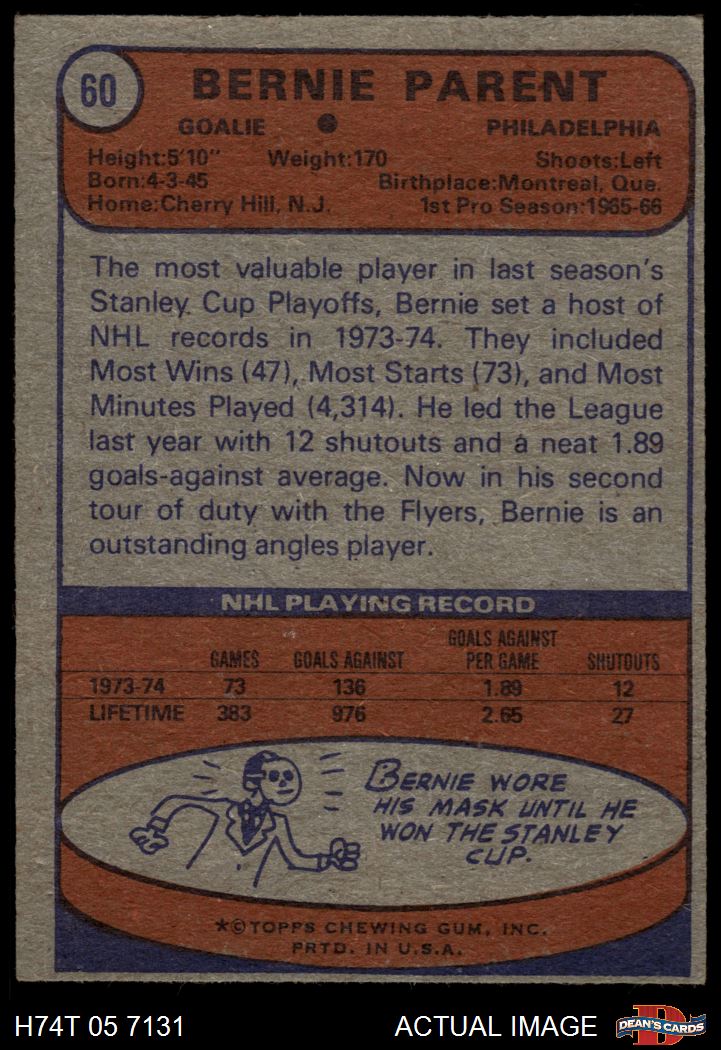 60
BERNIE PARENT
GOALIE PHILADELPHIA
Height:5'10" Weight:170 Shoots:Left
Born:4-3-45 Birthplace:Montreal, Que.
Home:Cherry Hill, N.J. 1st Pro Season:1965-66
The most valuable player in last season's
Stanley Cup Playoffs, Bernie set a host of
NHL records in 1973-74. They included
Most Wins (47), Most Starts (73), and Most
Minutes Played (4,314). He led the League
last year with 12 shutouts and a neat 1.89
goals-against average. Now in his second
tour of duty with the Flyers, Bernie is an
outstanding angles player.
NHL PLAYING RECORD
GAMES GOALS AGAINST GOALS AGAINST PER GAME SHUTOUTS
1973-74 73 136 1.89 12
LIFETIME 383 976 2.65 27
BERNIE WORE
HIS MASK UNTIL HE
WON THE STANLEY
CUP.
*©TOPPS CHEWING GUM, INC.
PRTD. IN U.S.A.
H74T 05 7131 ACTUAL IMAGE D DEAN'S CARDS